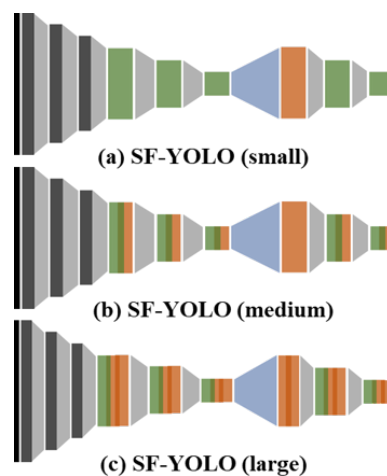 (a) SF-YOLO (small)
(b) SF-YOLO (medium)
(c) SF-YOLO (large)